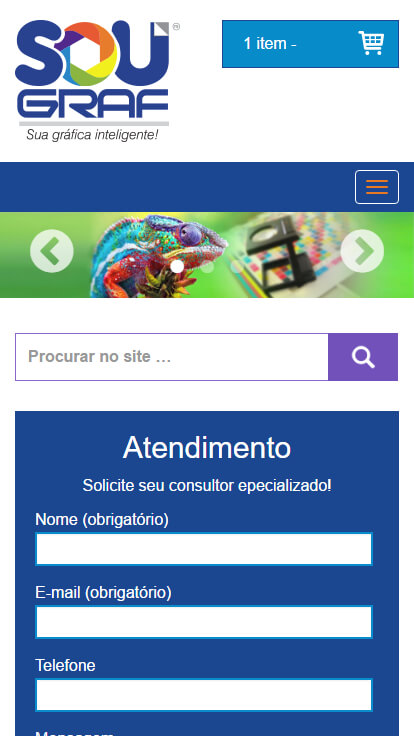 SOU
GRAF
Sua gráfica inteligente!
1 item -
Procurar no site ...
Atendimento
Solicite seu consultor epecializado!
Nome (obrigatório)
E-mail (obrigatório)
Telefone
Mensagem